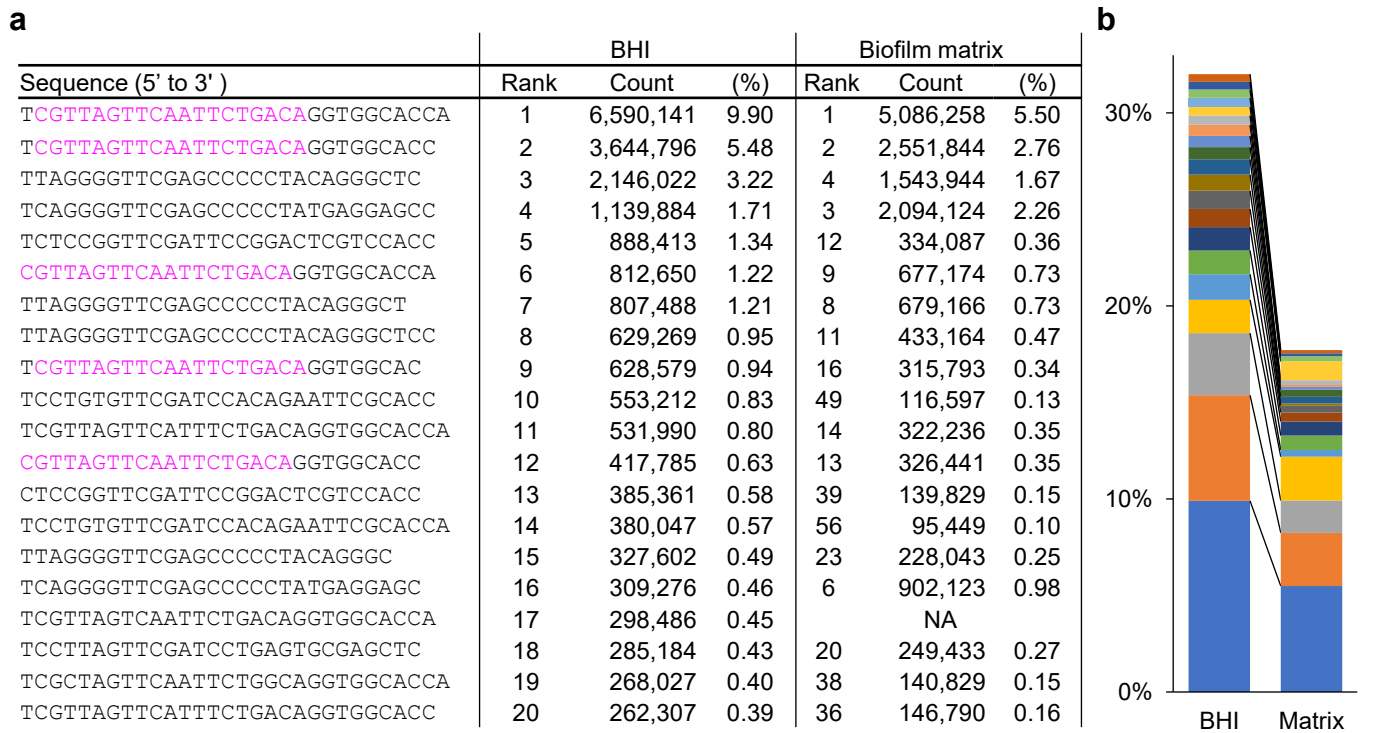 a
BHI Biofilm matrix
Sequence (5’ to 3' ) Rank Count (%) Rank Count (%)
TCGTTAGTTCAATTCTGACAGGTGGCACCA 1 6,590,141 9.90 1 5,086,258 5.50
TCGTTAGTTCAATTCTGACAGGTGGCACC 2 3,644,796 5.48 2 2,551,844 2.76
TTAGGGGTTCGAGCCCCCTACAGGGCTC 3 2,146,022 3.22 4 1,543,944 1.67
TCAGGGGTTCGAGCCCCCTATGAGGAGCC 4 1,139,884 1.71 3 2,094,124 2.26
TCTCCGGTTCGATTCCGGACTCGTCCACC 5 888,413 1.34 12 334,087 0.36
CGTTAGTTCAATTCTGACAGGTGGCACCA 6 812,650 1.22 9 677,174 0.73
TTAGGGGTTCGAGCCCCCTACAGGGCT 7 807,488 1.21 8 679,166 0.73
TTAGGGGTTCGAGCCCCCTACAGGGCTCC 8 629,269 0.95 11 433,164 0.47
TCGTTAGTTCAATTCTGACAGGTGGCAC 9 628,579 0.94 16 315,793 0.34
TCCTGTGTTCGATCCACAGAATTCGCACC 10 553,212 0.83 49 116,597 0.13
TCGTTAGTTCATTTCTGACAGGTGGCACCA 11 531,990 0.80 14 322,236 0.35
CGTTAGTTCAATTCTGACAGGTGGCACC 12 417,785 0.63 13 326,441 0.35
CTCCGGTTCGATTCCGGACTCGTCCACC 13 385,361 0.58 39 139,829 0.15
TCCTGTGTTCGATCCACAGAATTCGCACCA 14 380,047 0.57 56 95,449 0.10
TTAGGGGTTCGAGCCCCCTACAGGGC 15 327,602 0.49 23 228,043 0.25
TCAGGGGTTCGAGCCCCCTATGAGGAGC 16 309,276 0.46 6 902,123 0.98
TCGTTAGTCAATTCTGACAGGTGGCACCA 17 298,486 0.45 NA
TCCTTAGTTCGATCCTGAGTGCGAGCTC 18 285,184 0.43 20 249,433 0.27
TCGCTAGTTCAATTCTGGCAGGTGGCACCA 19 268,027 0.40 38 140,829 0.15
TCGTTAGTTCATTTCTGACAGGTGGCACC 20 262,307 0.39 36 146,790 0.16
b
30%
20%
10%
0%
BHI Matrix